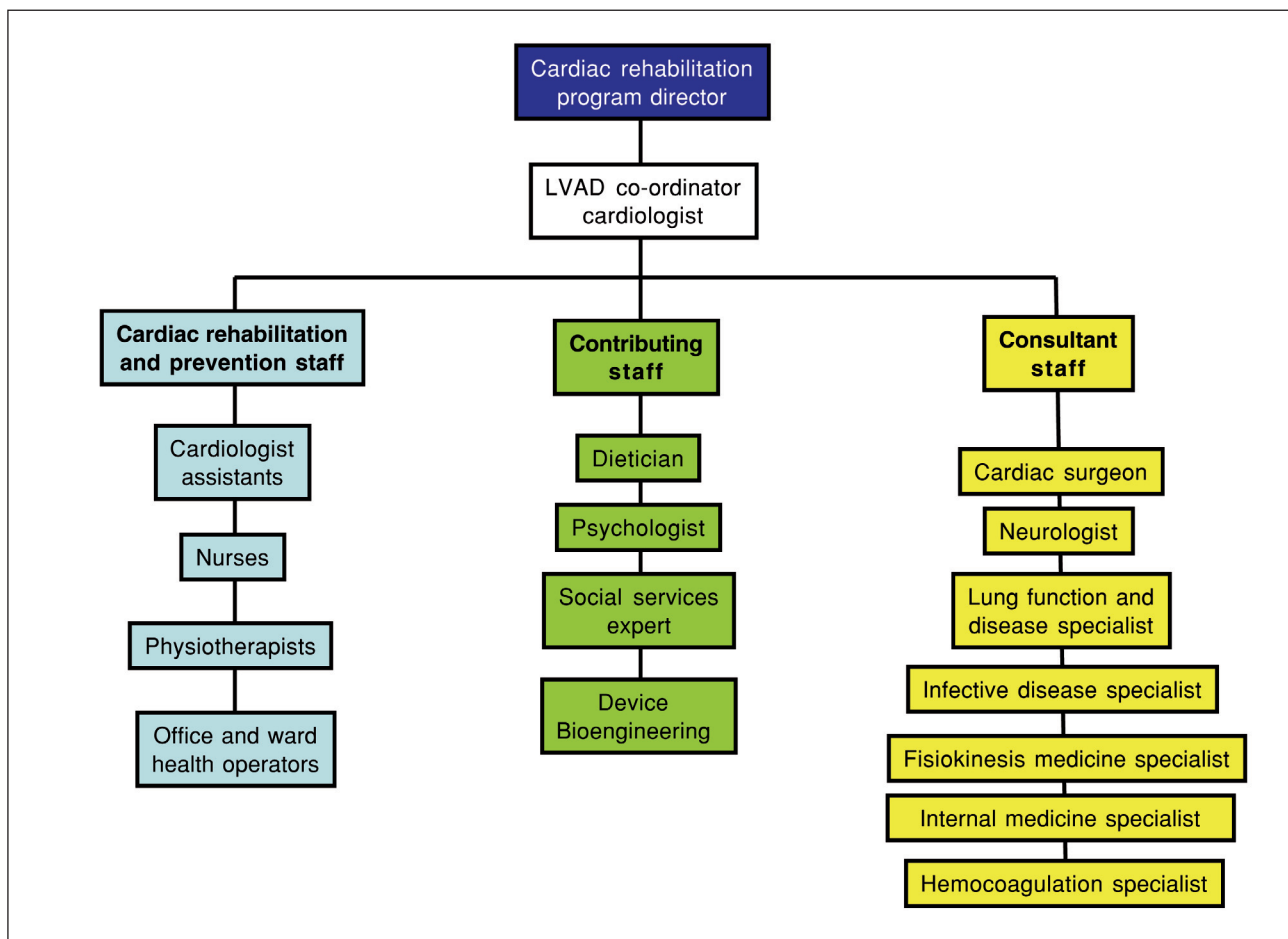 Cardiac rehabilitation
program director
LVAD co-ordinator
cardiologist
Cardiac rehabilitation
and prevention staff
Cardiologist
assistants
Nurses
Physiotherapists
Office and ward
health operators
Contributing
staff
Dietician
Psychologist
Social services
expert
Device
Bioengineering
Consultant
staff
Cardiac surgeon
Neurologist
Lung function and
disease specialist
Infective disease specialist
Fisiokinesis medicine specialist
Internal medicine specialist
Hemocoagulation specialist